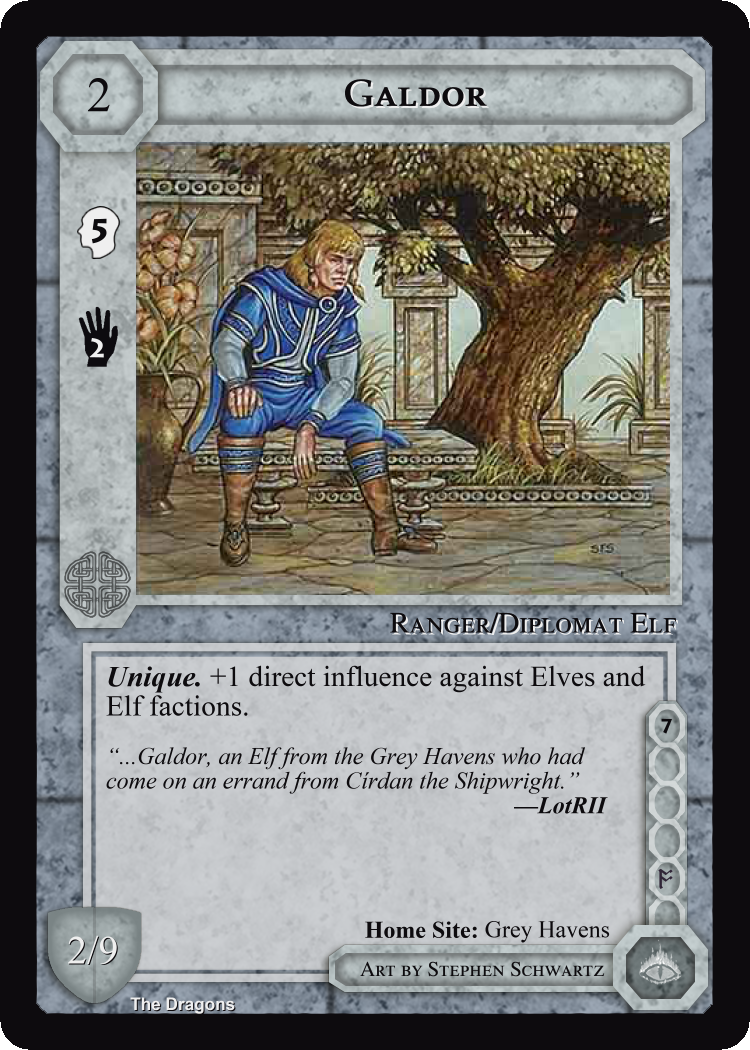 2
GALDOR
5
2
SFS
RANGER/DIPLOMAT ELF
Unique. +1 direct influence against Elves and
Elf factions.
7
“...Galdor, an Elf from the Grey Havens who had
come on an errand from Círdan the Shipwright.”
—LotRII
ᚩ
Home Site: Grey Havens
2/9
ART BY STEPHEN SCHWARTZ
The Dragons